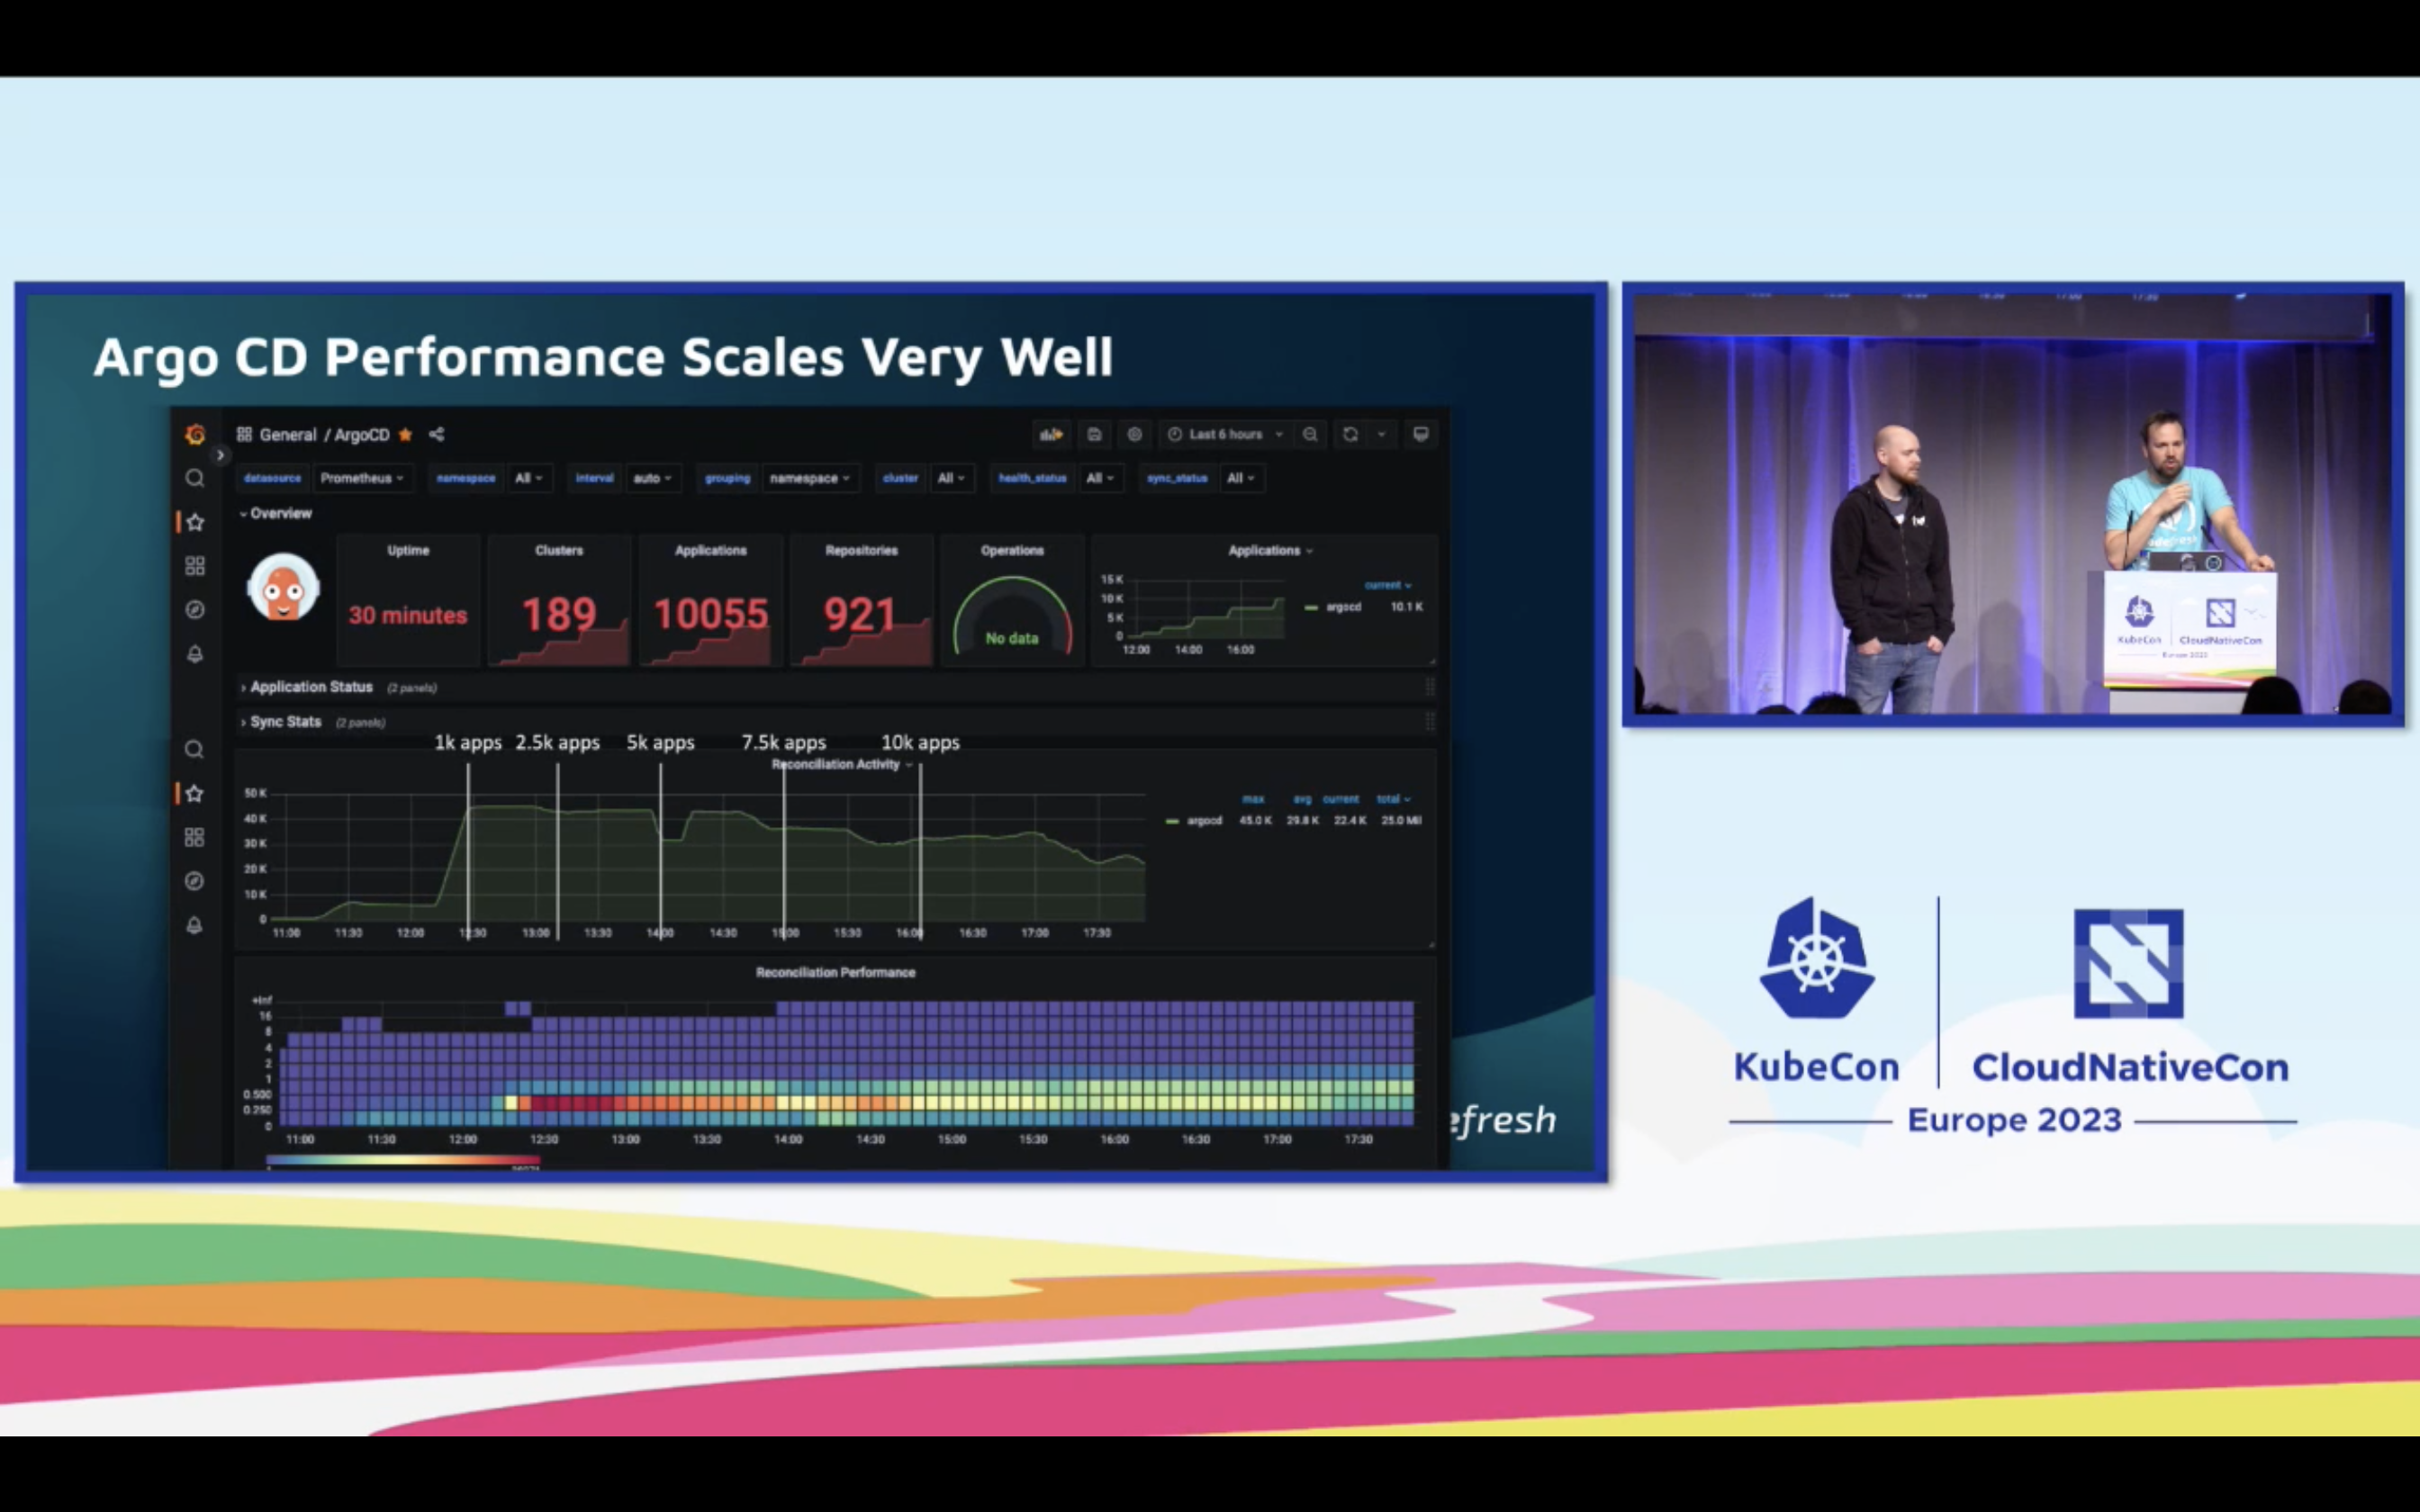 Argo CD Performance Scales Very Well
General / ArgoCD
Last 6 hours
datasource Prometheus namespace All interval auto grouping namespace cluster All health_status All sync_status All
Overview
Uptime
30 minutes
Clusters
189
Applications
10055
Repositories
921
Operations
No data
Applications
15 K
10 K
5 K
0
12:00 14:00 16:00
current
argocd 10.1 K
Application Status (2 panels)
Sync Stats (2 panels)
1k apps 2.5k apps 5k apps 7.5k apps 10k apps
Reconciliation Activity
50 K
40 K
30 K
20 K
10 K
0
11:00 11:30 12:00 12:30 13:00 13:30 14:00 14:30 15:00 15:30 16:00 16:30 17:00 17:30
max avg current total
argocd 45.0 K 29.8 K 22.4 K 25.0 Mil
Reconciliation Performance
+Inf
16
8
4
2
1
0.500
0.250
0
11:00 11:30 12:00 12:30 13:00 13:30 14:00 14:30 15:00 15:30 16:00 16:30 17:00 17:30
efresh
KubeCon CloudNativeCon
Europe 2023
KubeCon CloudNativeCon
Europe 2023